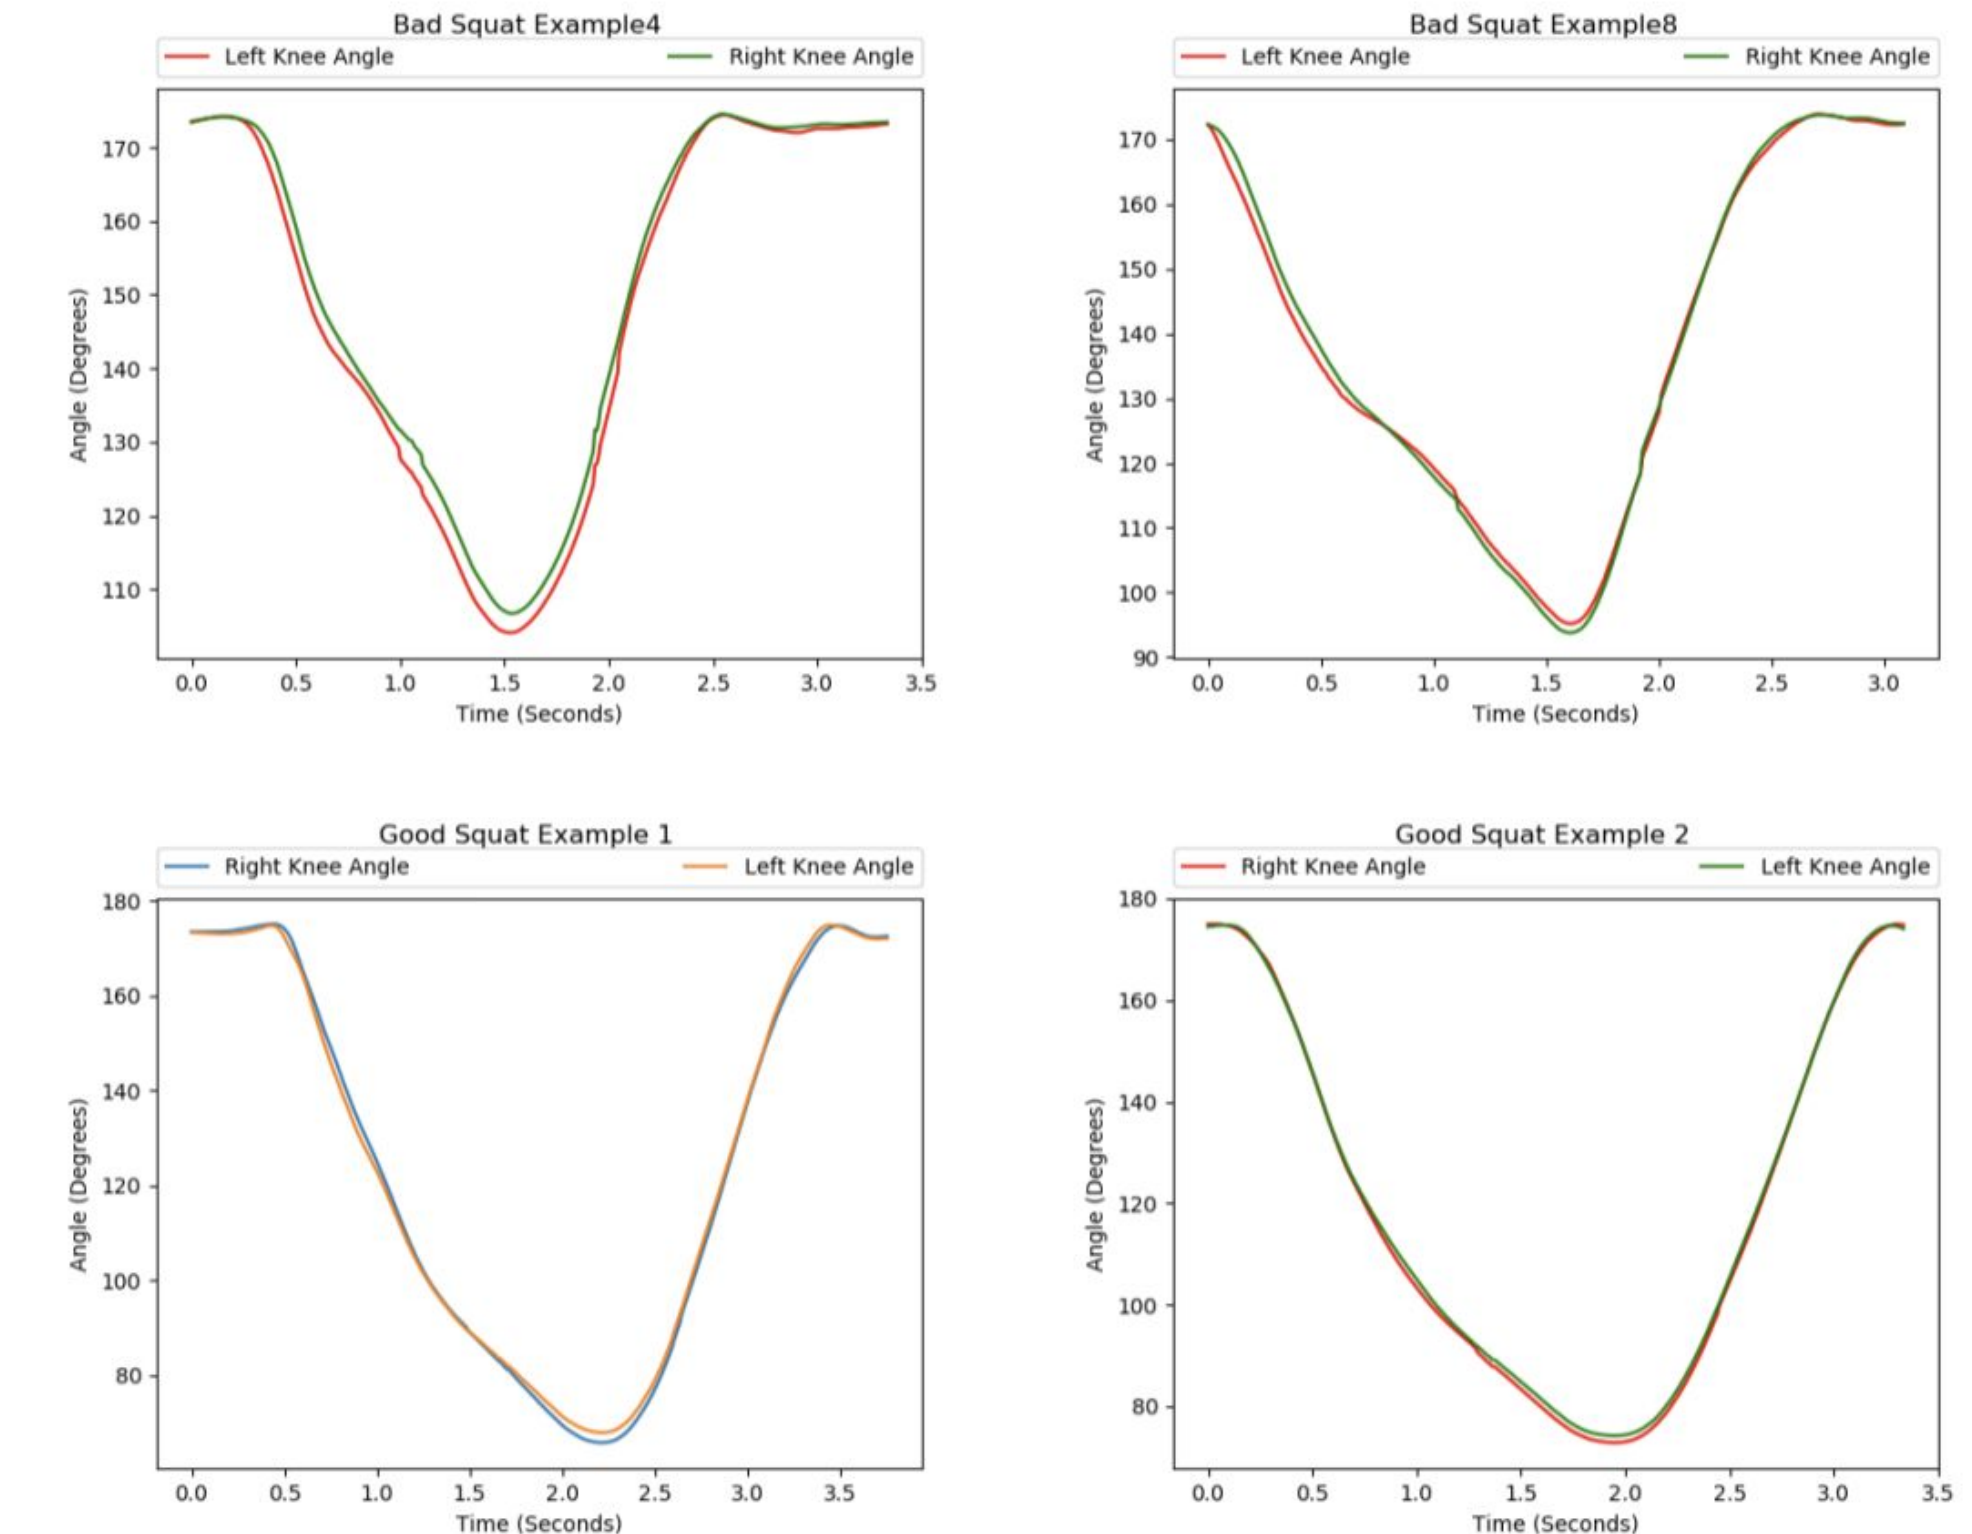 Bad Squat Example4
Left Knee Angle Right Knee Angle
170
160
150
140
130
120
110
Angle (Degrees)
0.0 0.5 1.0 1.5 2.0 2.5 3.0 3.5
Time (Seconds)
Bad Squat Example8
Left Knee Angle Right Knee Angle
170
160
150
140
130
120
110
100
90
Angle (Degrees)
0.0 0.5 1.0 1.5 2.0 2.5 3.0
Time (Seconds)
Good Squat Example 1
Right Knee Angle Left Knee Angle
180
160
140
120
100
80
Angle (Degrees)
0.0 0.5 1.0 1.5 2.0 2.5 3.0 3.5
Time (Seconds)
Good Squat Example 2
Right Knee Angle Left Knee Angle
180
160
140
120
100
80
Angle (Degrees)
0.0 0.5 1.0 1.5 2.0 2.5 3.0 3.5
Time (Seconds)